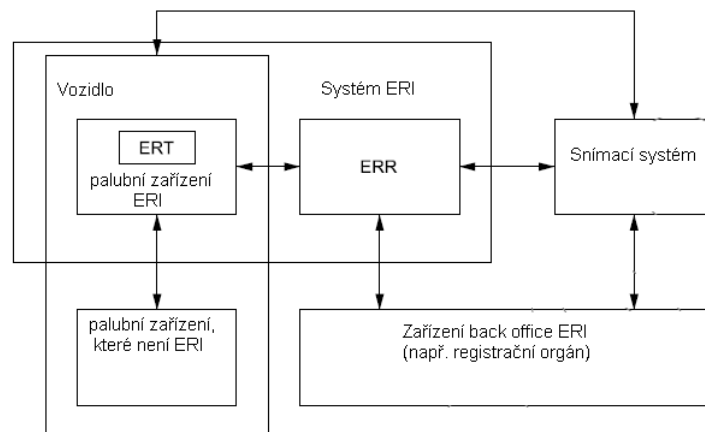 Vozidlo
Systém ERI
ERT
palubní zařízení
ERI
ERR
Snímací systém
palubní zařízení,
které není ERI
Zařízení back office ERI
(např. registrační orgán)